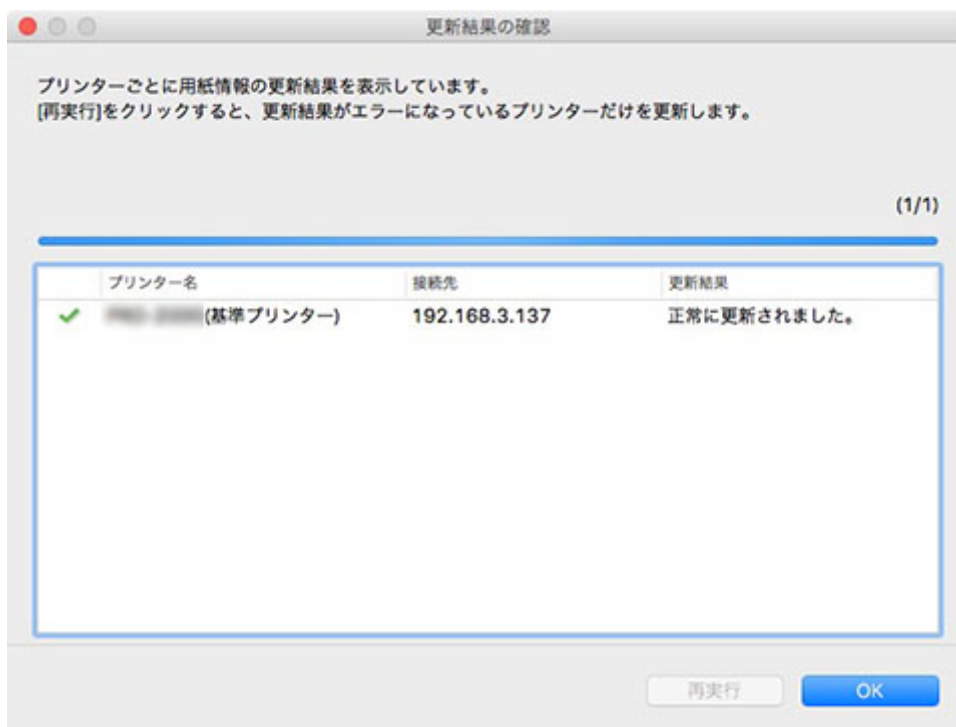 更新結果の確認
プリンターごとに用紙情報の更新結果を表示しています。
[再実行]をクリックすると、更新結果がエラーになっているプリンターだけを更新します。
(1/1)
プリンター名 接続先 更新結果
(基準プリンター) 192.168.3.137 正常に更新されました。
再実行 OK